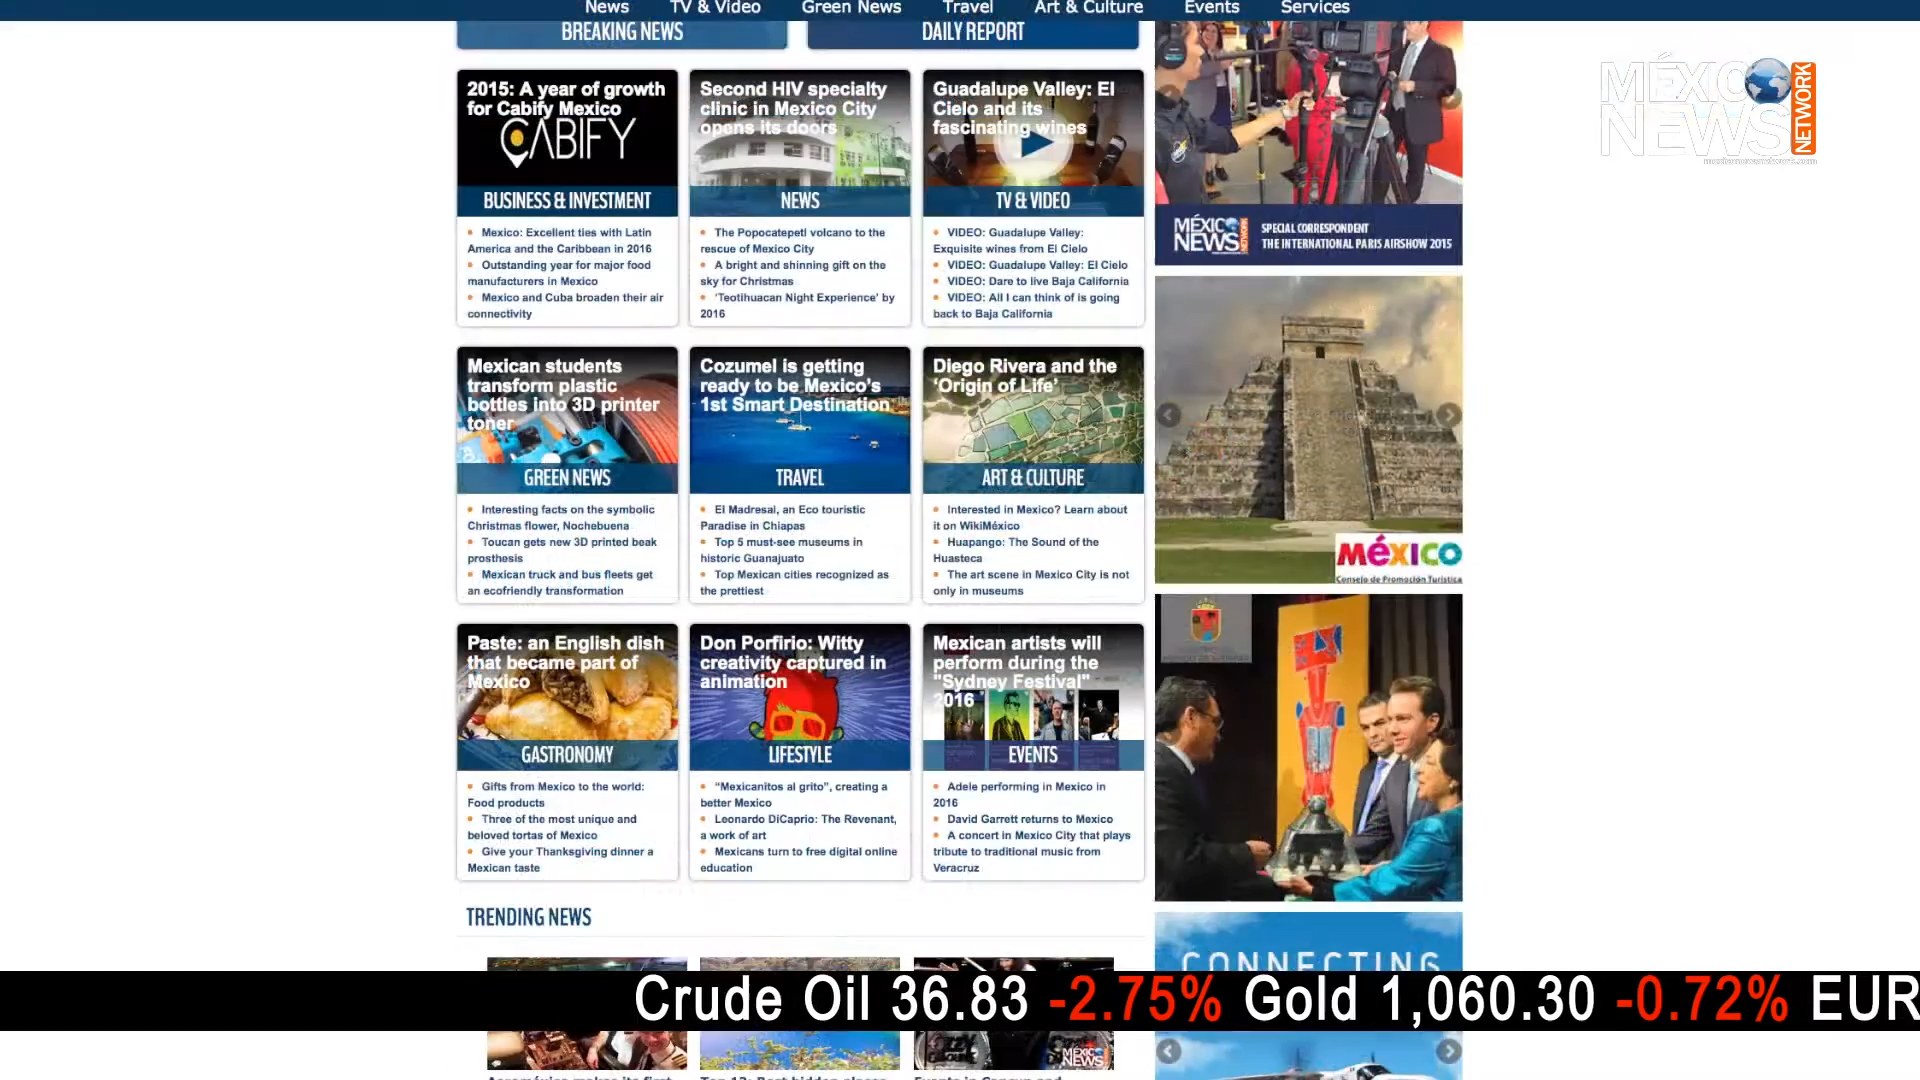 News TV & Video Green News Travel Art & Culture Events Services
BREAKING NEWS
DAILY REPORT
2015: A year of growth
for Cabify Mexico
CABIFY
BUSINESS & INVESTMENT
Mexico: Excellent ties with Latin
America and the Caribbean in 2016
Outstanding year for major food
manufacturers in Mexico
Mexico and Cuba broaden their air
connectivity
Second HIV specialty
clinic in Mexico City
opens its doors
NEWS
The Popocatepetl volcano to the
rescue of Mexico City
A bright and shinning gift on the
sky for Christmas
‘Teotihuacan Night Experience’ by
2016
Guadalupe Valley: El
Cielo and its
fascinating wines
TV & VIDEO
VIDEO: Guadalupe Valley:
Exquisite wines from El Cielo
VIDEO: Guadalupe Valley: El Cielo
VIDEO: Dare to live Baja California
VIDEO: All I can think of is going
back to Baja California
Mexican students
transform plastic
bottles into 3D printer
toner
GREEN NEWS
Interesting facts on the symbolic
Christmas flower, Nochebuena
Toucan gets new 3D printed beak
prosthesis
Mexican truck and bus fleets get
an ecofriendly transformation
Cozumel is getting
ready to be Mexico’s
1st Smart Destination
TRAVEL
El Madresal, an Eco touristic
Paradise in Chiapas
Top 5 must-see museums in
historic Guanajuato
Top Mexican cities recognized as
the prettiest
Diego Rivera and the
‘Origin of Life’
ART & CULTURE
Interested in Mexico? Learn about
it on WikiMéxico
Huapango: The Sound of the
Huasteca
The art scene in Mexico City is not
only in museums
Paste: an English dish
that became part of
Mexico
GASTRONOMY
Gifts from Mexico to the world:
Food products
Three of the most unique and
beloved tortas of Mexico
Give your Thanksgiving dinner a
Mexican taste
Don Porfirio: Witty
creativity captured in
animation
LIFESTYLE
“Mexicanitos al grito”, creating a
better Mexico
Leonardo DiCaprio: The Revenant,
a work of art
Mexicans turn to free digital online
education
Mexican artists will
perform during the
"Sydney Festival"
2016
EVENTS
Adele performing in Mexico in
2016
David Garrett returns to Mexico
A concert in Mexico City that plays
tribute to traditional music from
Veracruz
TRENDING NEWS
MÉXICO
NEWS
NETWORK
SPECIAL CORRESPONDENT
THE INTERNATIONAL PARIS AIRSHOW 2015
México
Consejo de Promoción Turística
CONNECTING
MÉXICO
NEWS
NETWORK
mexiconewsnetwork.com
Crude Oil 36.83 -2.75% Gold 1,060.30 -0.72% EUR
MÉXICO
NEWS